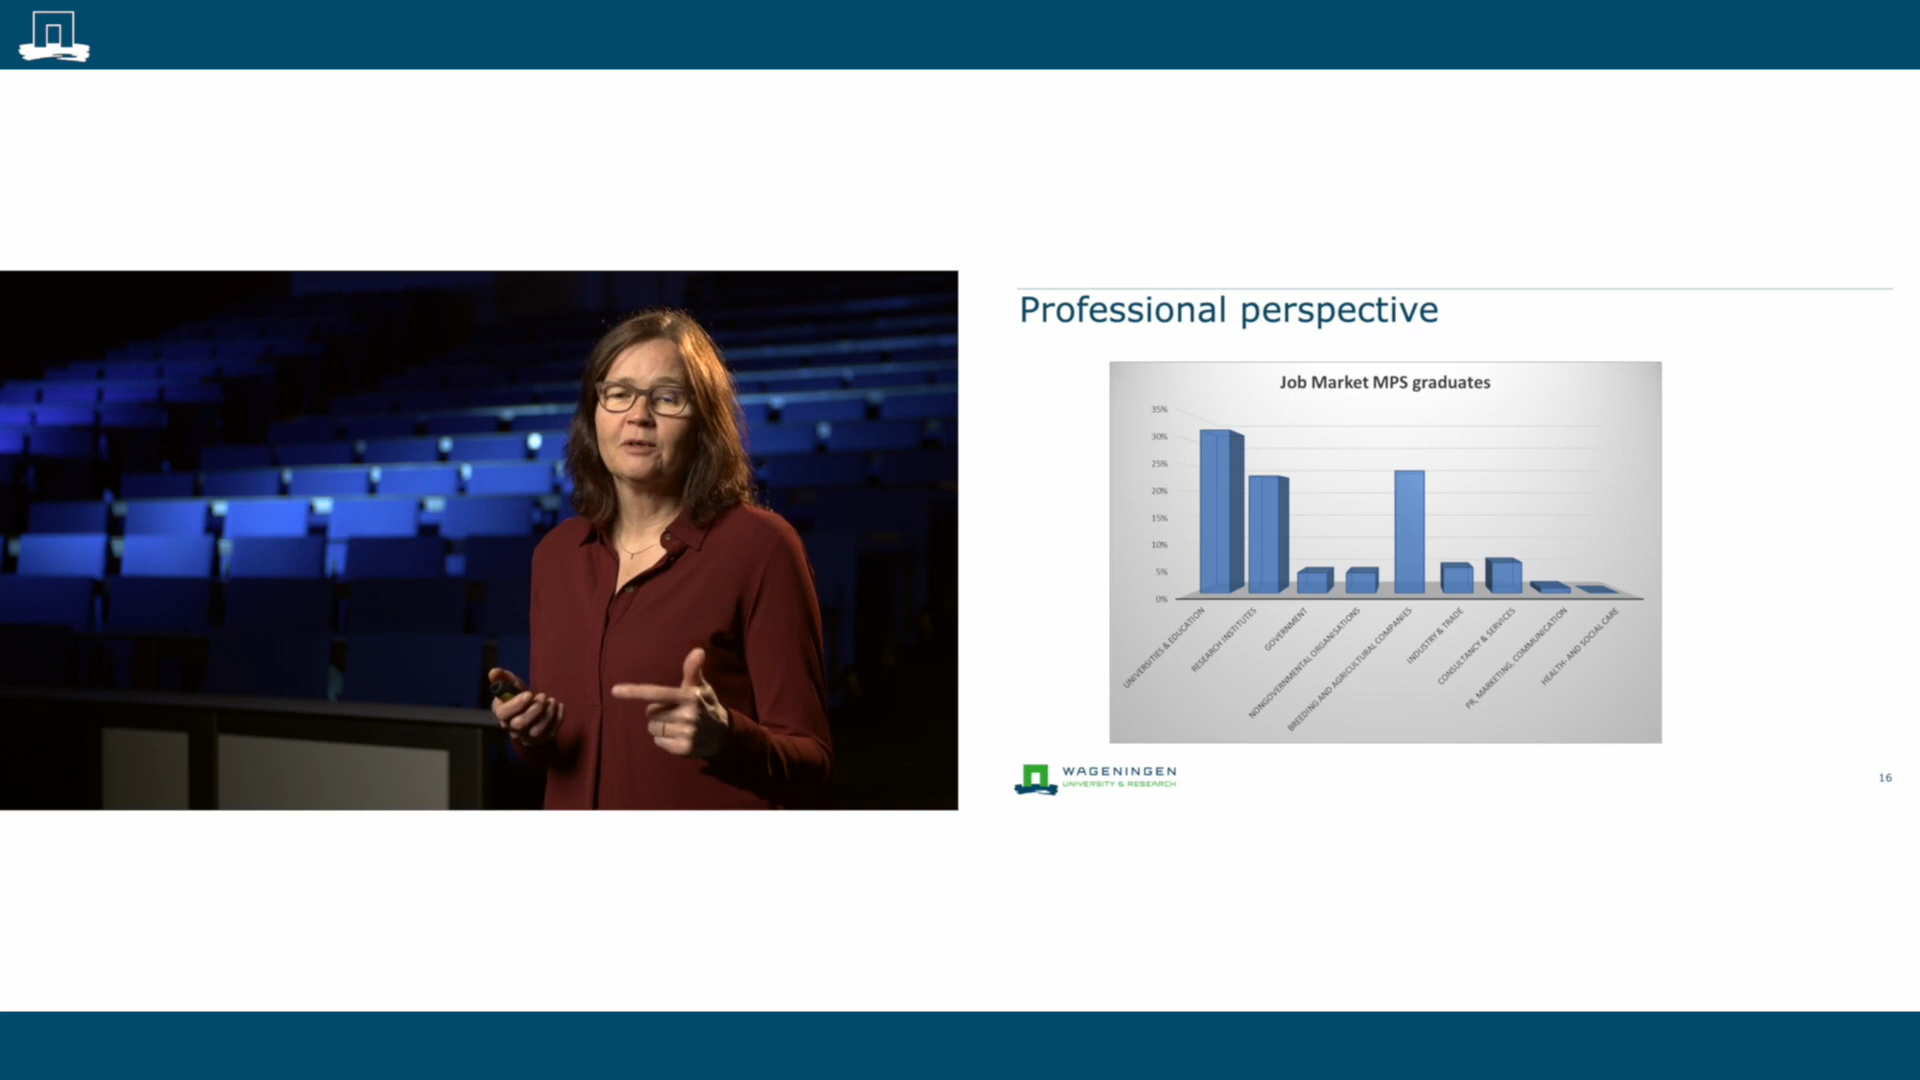 Professional perspective
Job Market MPS graduates
35%
30%
25%
20%
15%
10%
5%
0%
UNIVERSITIES & EDUCATION
RESEARCH INSTITUTES
GOVERNMENT
NONGOVERNMENTAL ORGANISATIONS
BREEDING AND AGRICULTURAL COMPANIES
INDUSTRY & TRADE
CONSULTANCY & SERVICES
PR, MARKETING, COMMUNICATION
HEALTH- AND SOCIAL CARE
WAGENINGEN
UNIVERSITY & RESEARCH
16